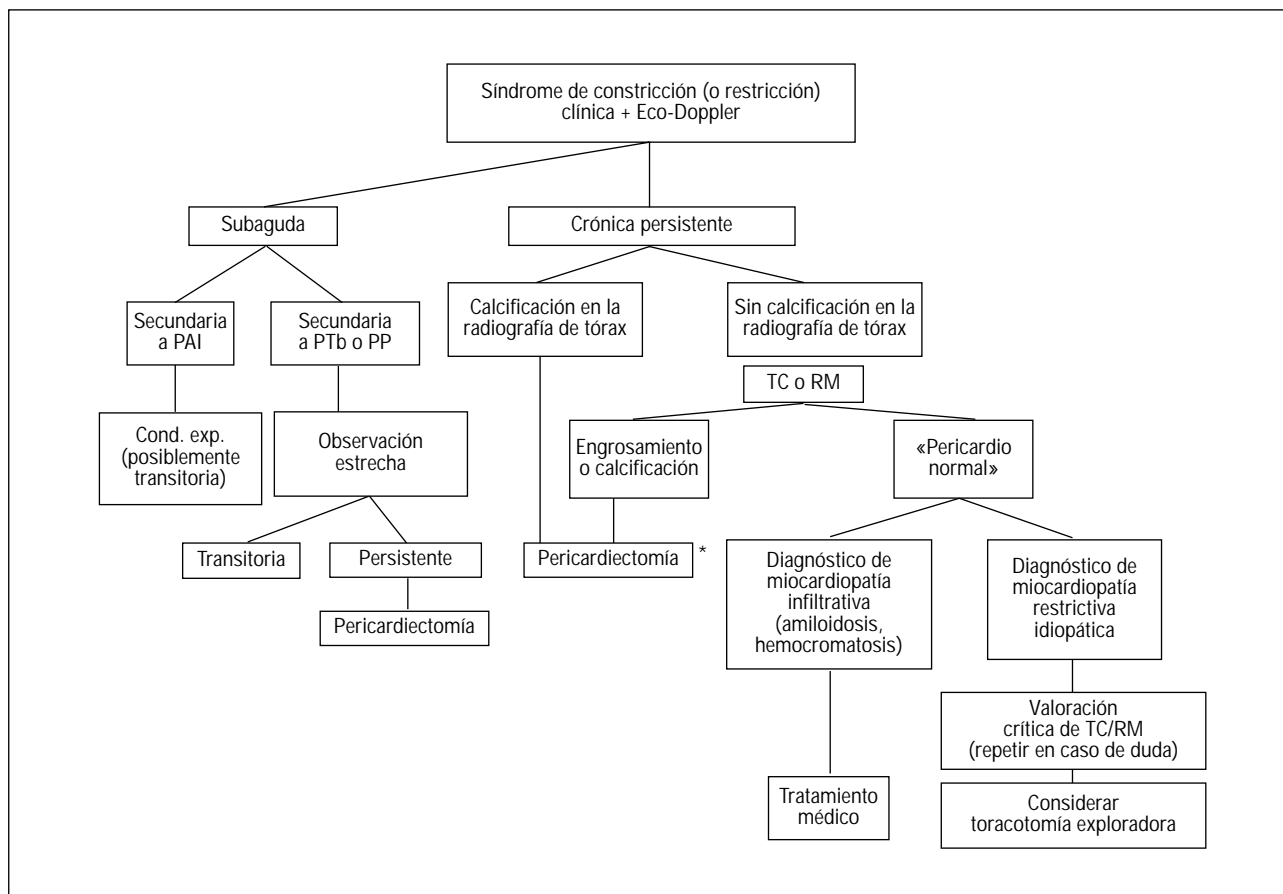 Síndrome de constricción (o restricción)
clínica + Eco-Doppler
Subaguda
Crónica persistente
Secundaria
a PAI
Secundaria
a PTb o PP
Calcificación en la
radiografía de tórax
Sin calcificación en la
radiografía de tórax
TC o RM
Cond. exp.
(posiblemente
transitoria)
Observación
estrecha
Engrosamiento
o calcificación
«Pericardio
normal»
Transitoria
Persistente
Pericardiectomía *
Pericardiectomía
Diagnóstico de
miocardiopatía
infiltrativa
(amiloidosis,
hemocromatosis)
Diagnóstico de
miocardiopatía
restrictiva
idiopática
Valoración
crítica de TC/RM
(repetir en caso de duda)
Tratamiento
médico
Considerar
toracotomía exploradora